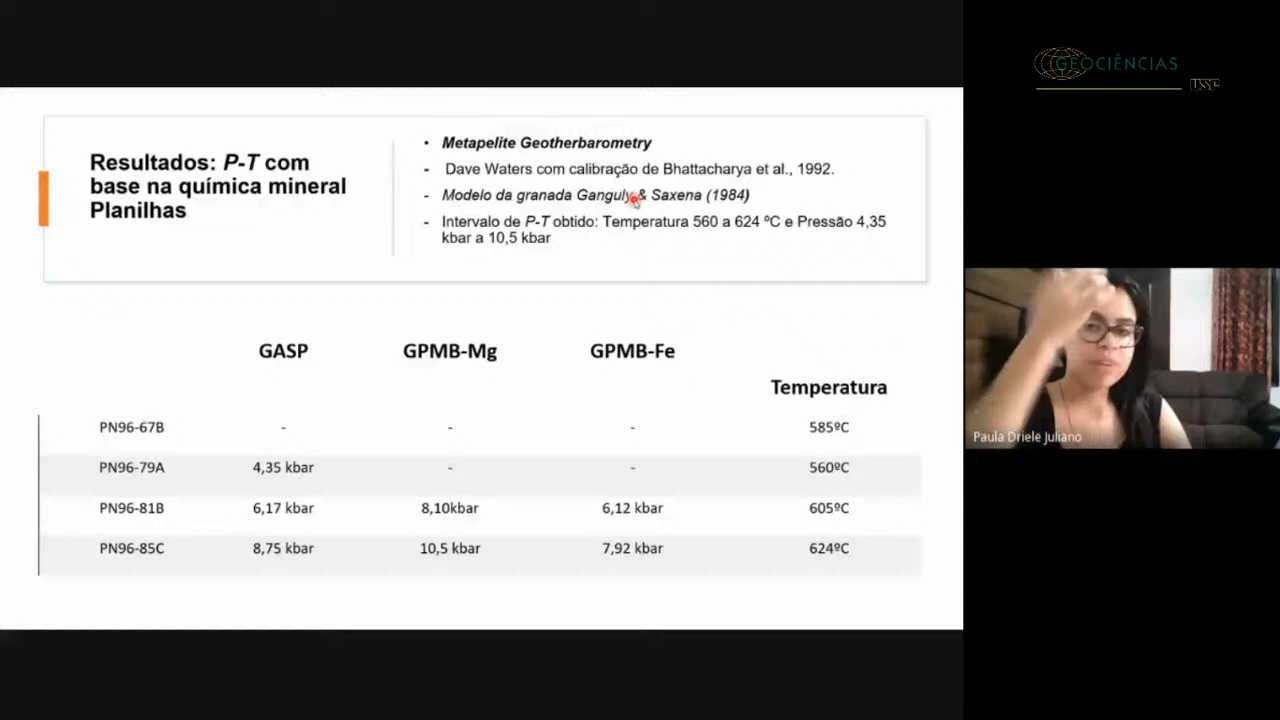 GEOCIÊNCIAS
USP
Resultados: P-T com
base na química mineral
Planilhas
• Metapelite Geotherbarometry
- Dave Waters com calibração de Bhattacharya et al., 1992.
- Modelo da granada Ganguly & Saxena (1984)
- Intervalo de P-T obtido: Temperatura 560 a 624 ºC e Pressão 4,35
kbar a 10,5 kbar
GASP GPMB-Mg GPMB-Fe
Temperatura
PN96-67B - - - 585ºC
PN96-79A 4,35 kbar - - 560ºC
PN96-81B 6,17 kbar 8,10kbar 6,12 kbar 605ºC
PN96-85C 8,75 kbar 10,5 kbar 7,92 kbar 624ºC
Paula Driele Juliano